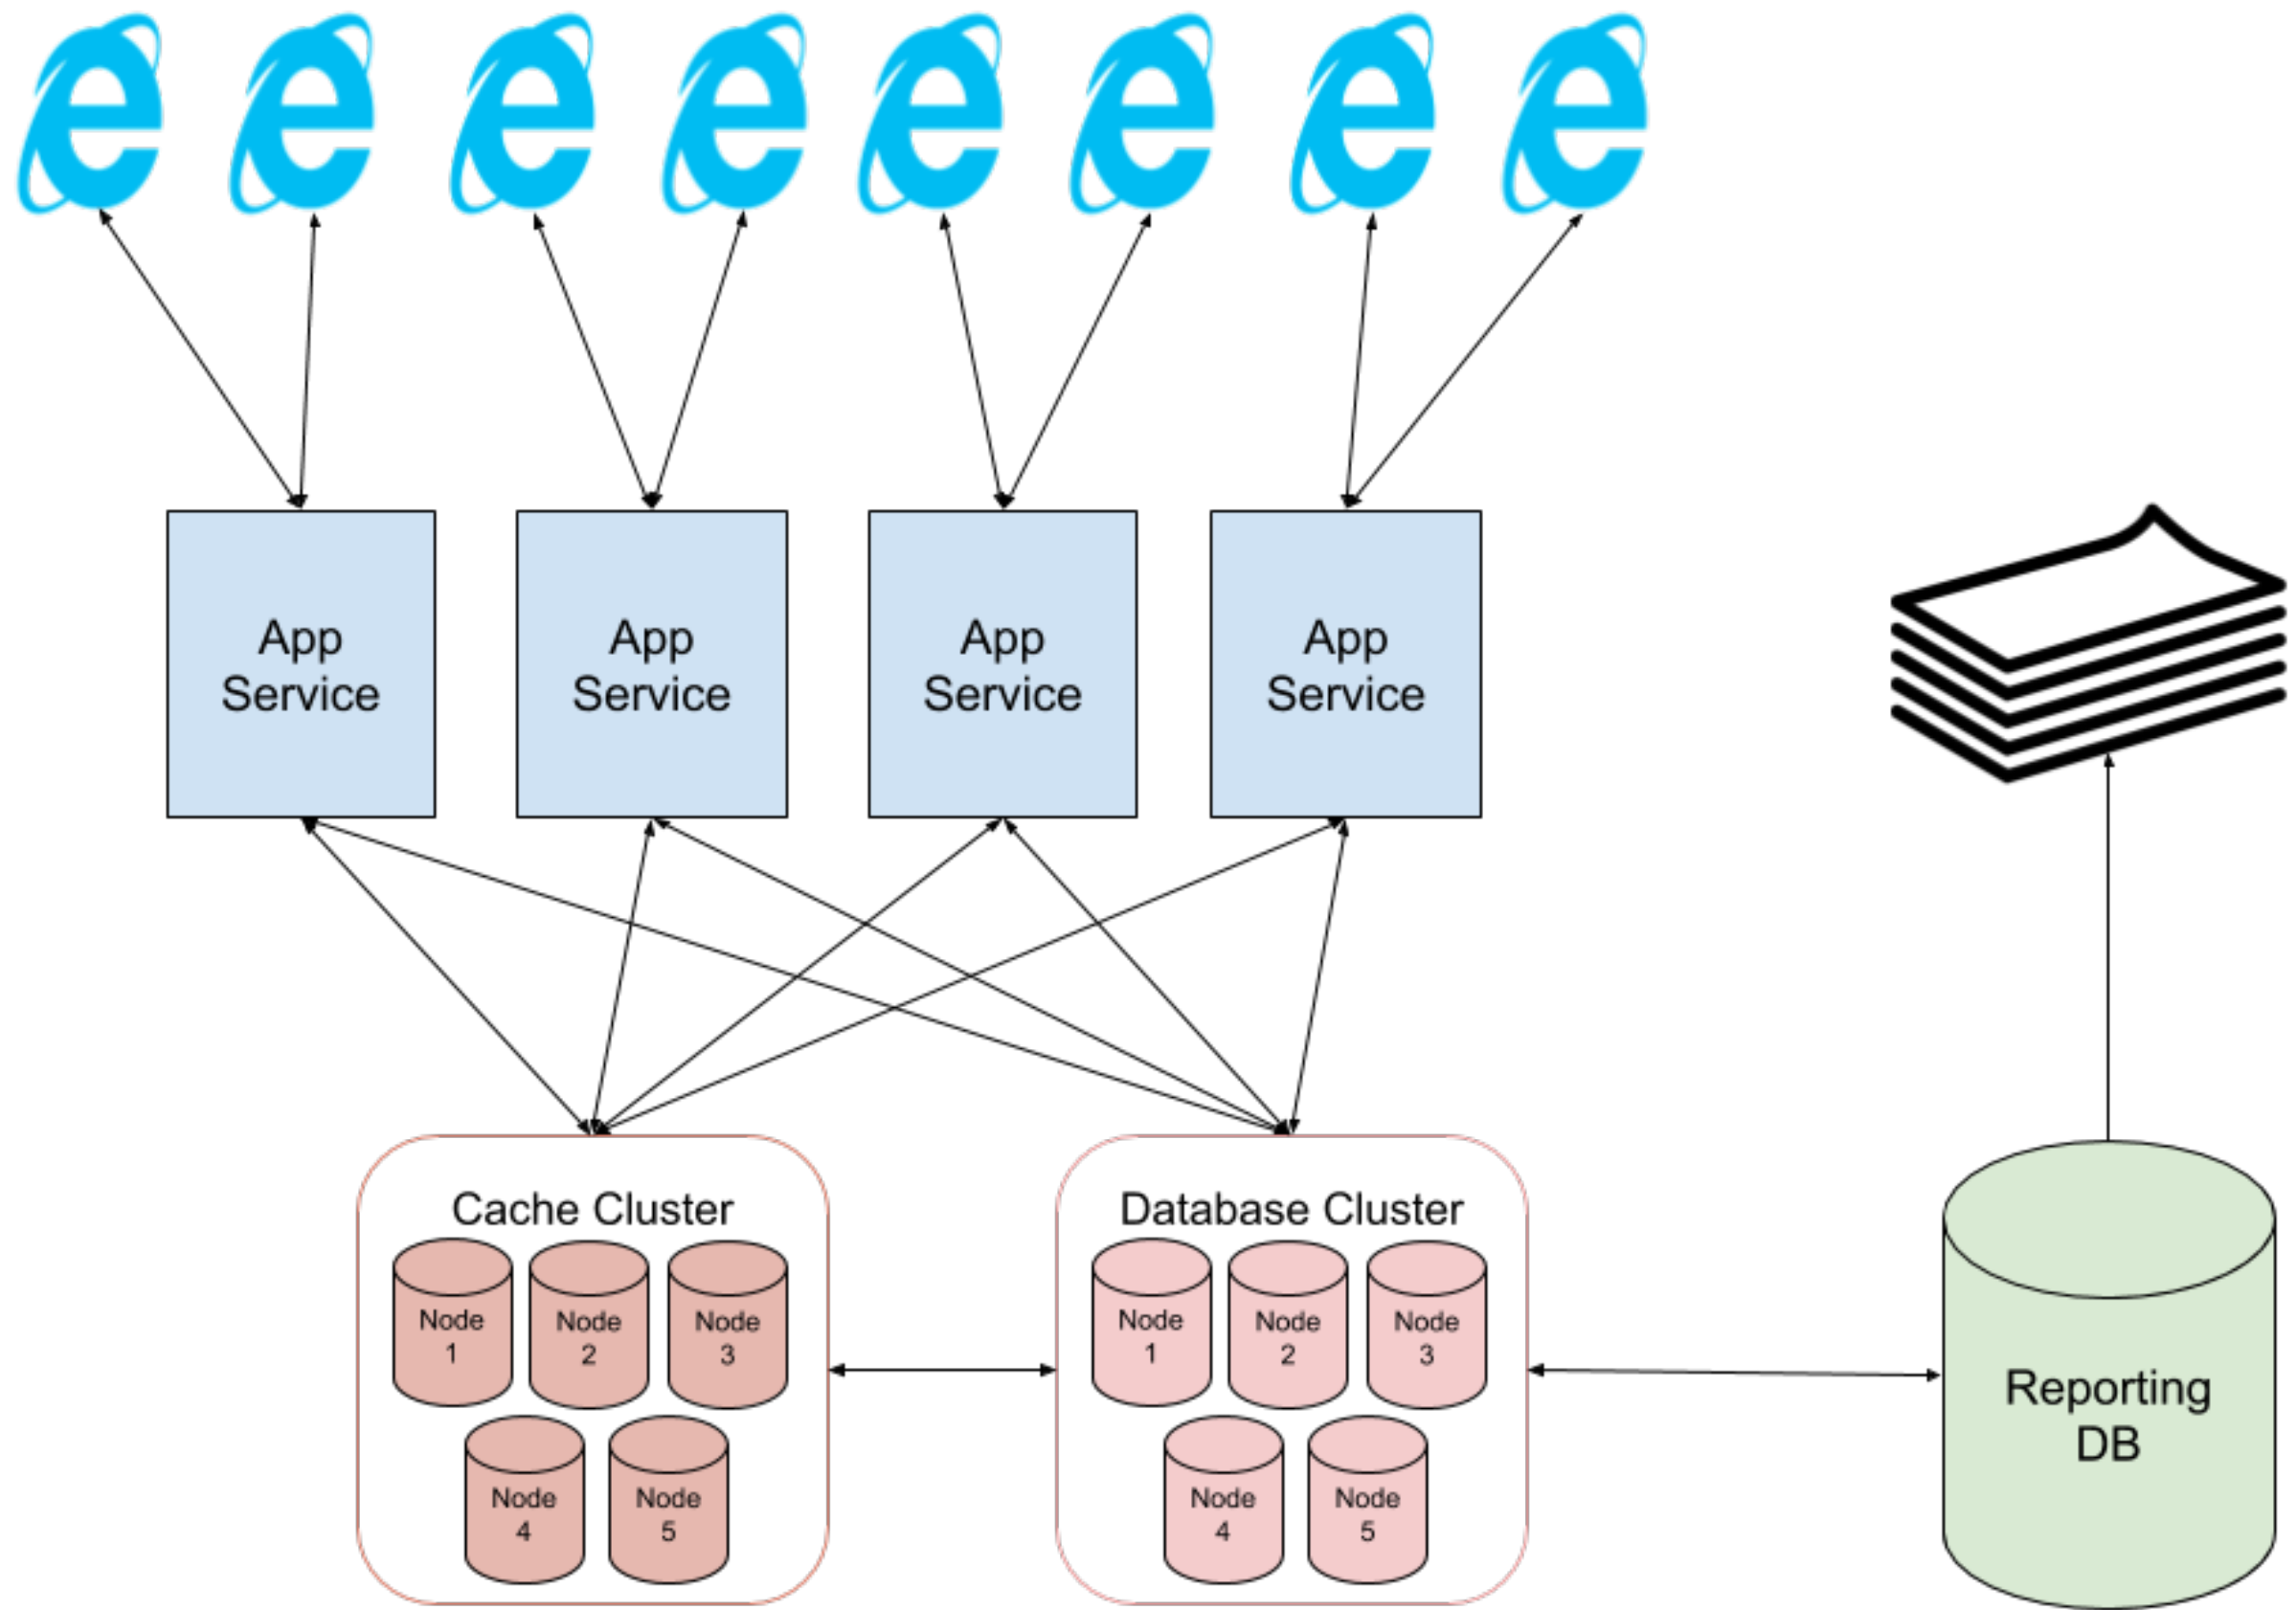 App
Service
App
Service
App
Service
App
Service
Cache Cluster
Node
1
Node
2
Node
3
Node
4
Node
5
Database Cluster
Node
1
Node
2
Node
3
Node
4
Node
5
Reporting
DB